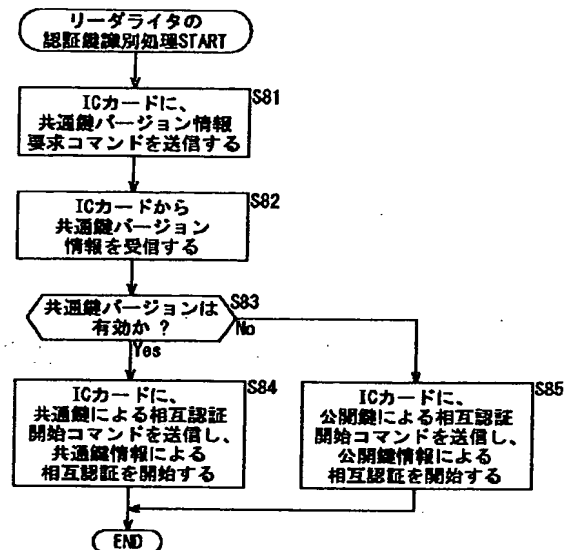 リーダライタの
認証鍵識別処理START
S81
ICカードに、
共通鍵バージョン情報
要求コマンドを送信する
S82
ICカードから
共通鍵バージョン
情報を受信する
S83
共通鍵バージョンは
有効か ?
No
Yes
S84
ICカードに、
共通鍵による相互認証
開始コマンドを送信し、
共通鍵情報による
相互認証を開始する
S85
ICカードに、
公開鍵による相互認証
開始コマンドを送信し、
公開鍵情報による
相互認証を開始する
END